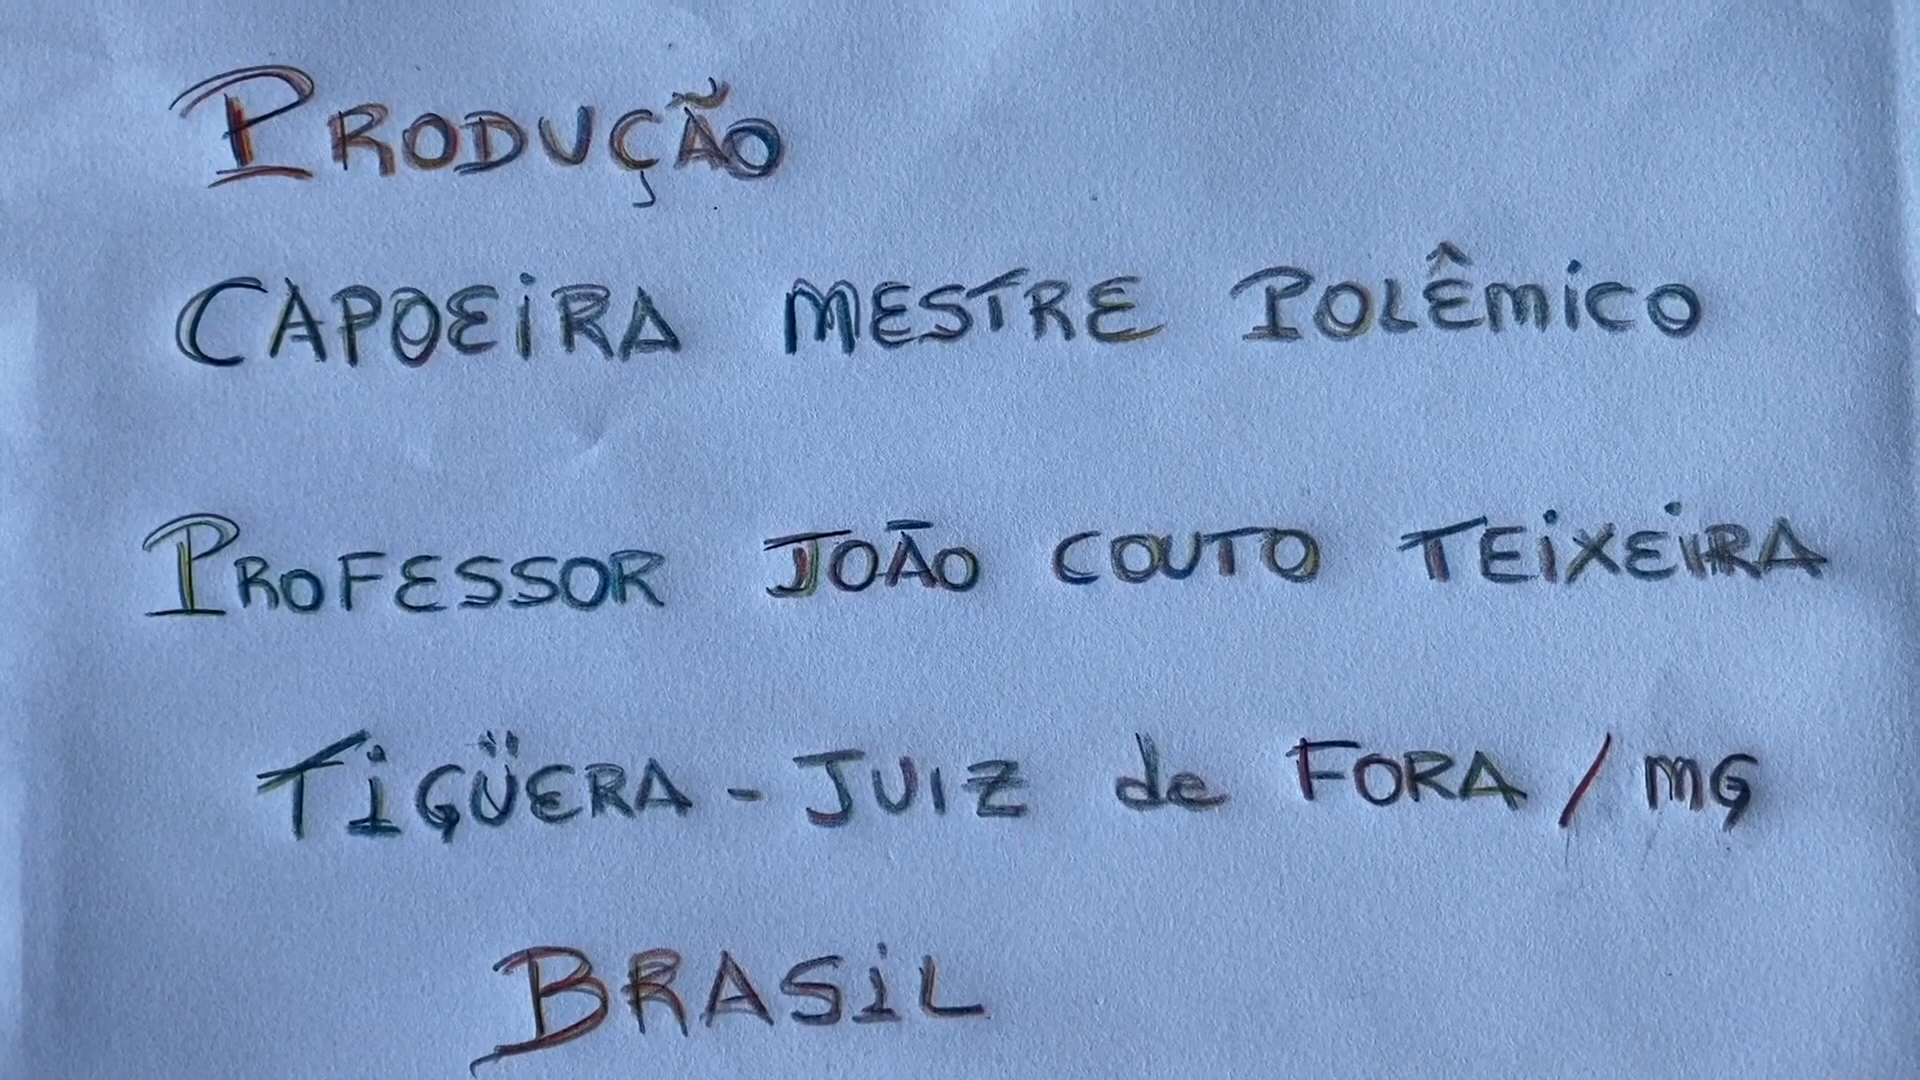 PRODUÇÃO
CAPOEIRA MESTRE POLÊMICO
PROFESSOR JOÃO COUTO TEIXEIRA
TIGÜERA - JUIZ de FORA / MG
BRASIL